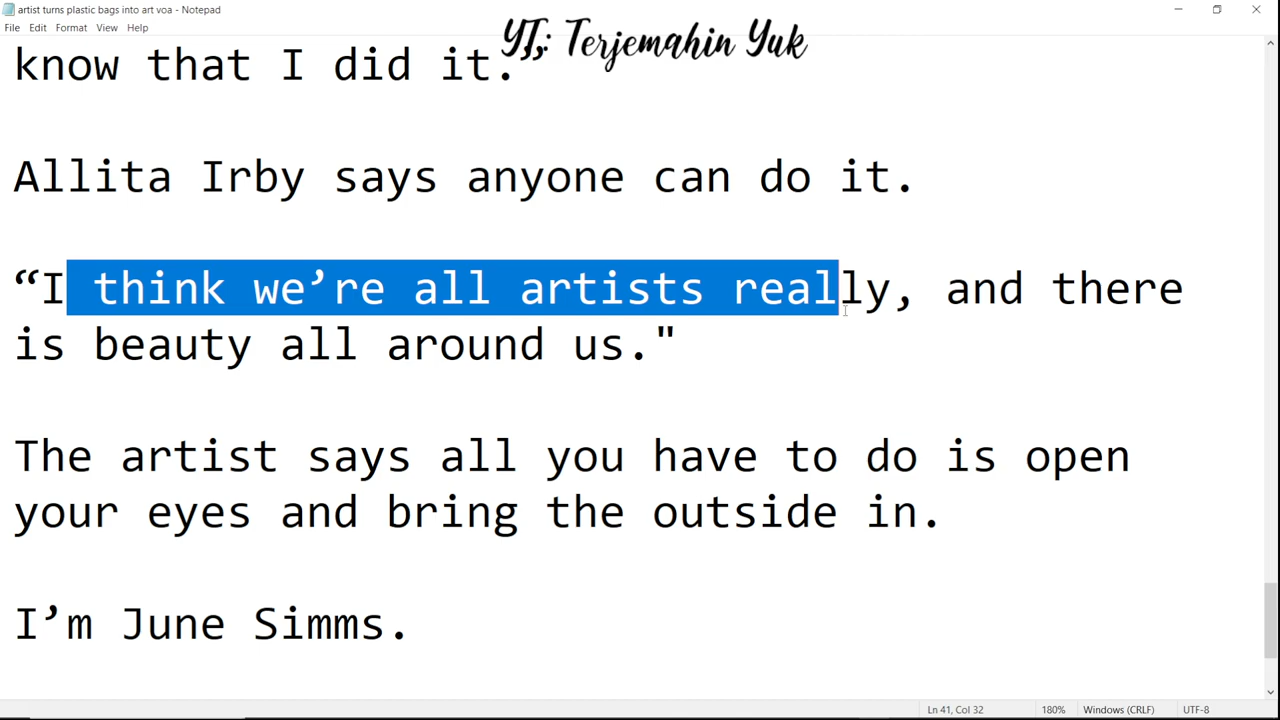 artist turns plastic bags into art voa - Notepad
File Edit Format View Help
YT: Terjemahin Yuk
know that I did it.”
Allita Irby says anyone can do it.
“I think we’re all artists really, and there
is beauty all around us."
The artist says all you have to do is open
your eyes and bring the outside in.
I’m June Simms.
Ln 41, Col 32 180% Windows (CRLF) UTF-8